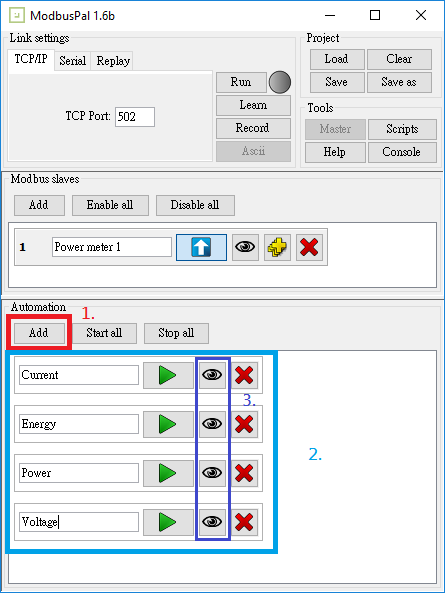 ModbusPal 1.6b
Link settings
TCP/IP Serial Replay
TCP Port: 502
Run
Learn
Record
Ascii
Project
Load Clear
Save Save as
Tools
Master Scripts
Help Console
Modbus slaves
Add Enable all Disable all
1 Power meter 1
Automation
1.
Add Start all Stop all
Current
3.
Energy
2.
Power
Voltage